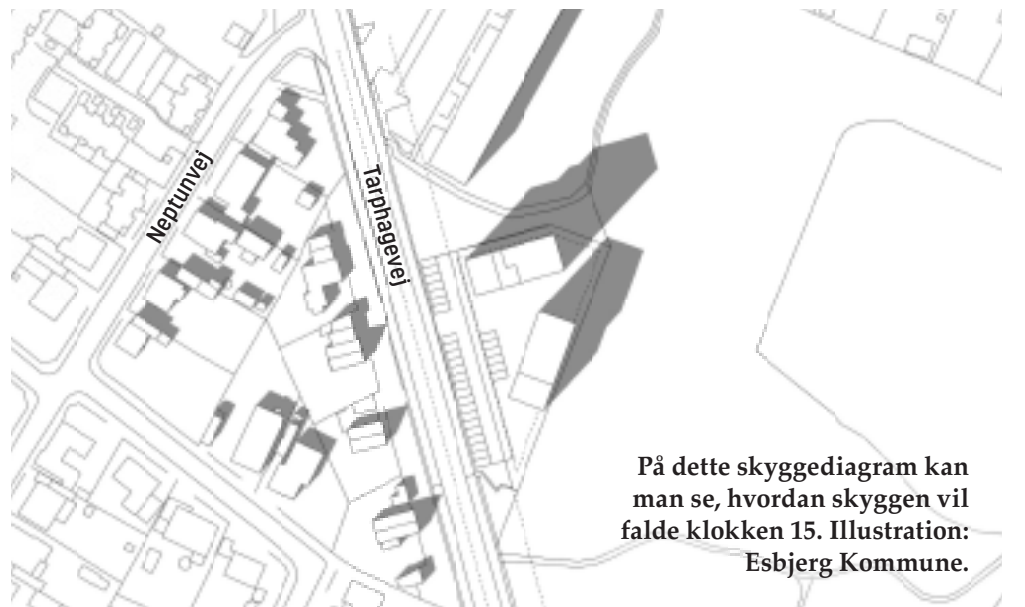 Neptunvej
Tarphagevej
På dette skyggediagram kan
man se, hvordan skyggen vil
falde klokken 15. Illustration:
Esbjerg Kommune.